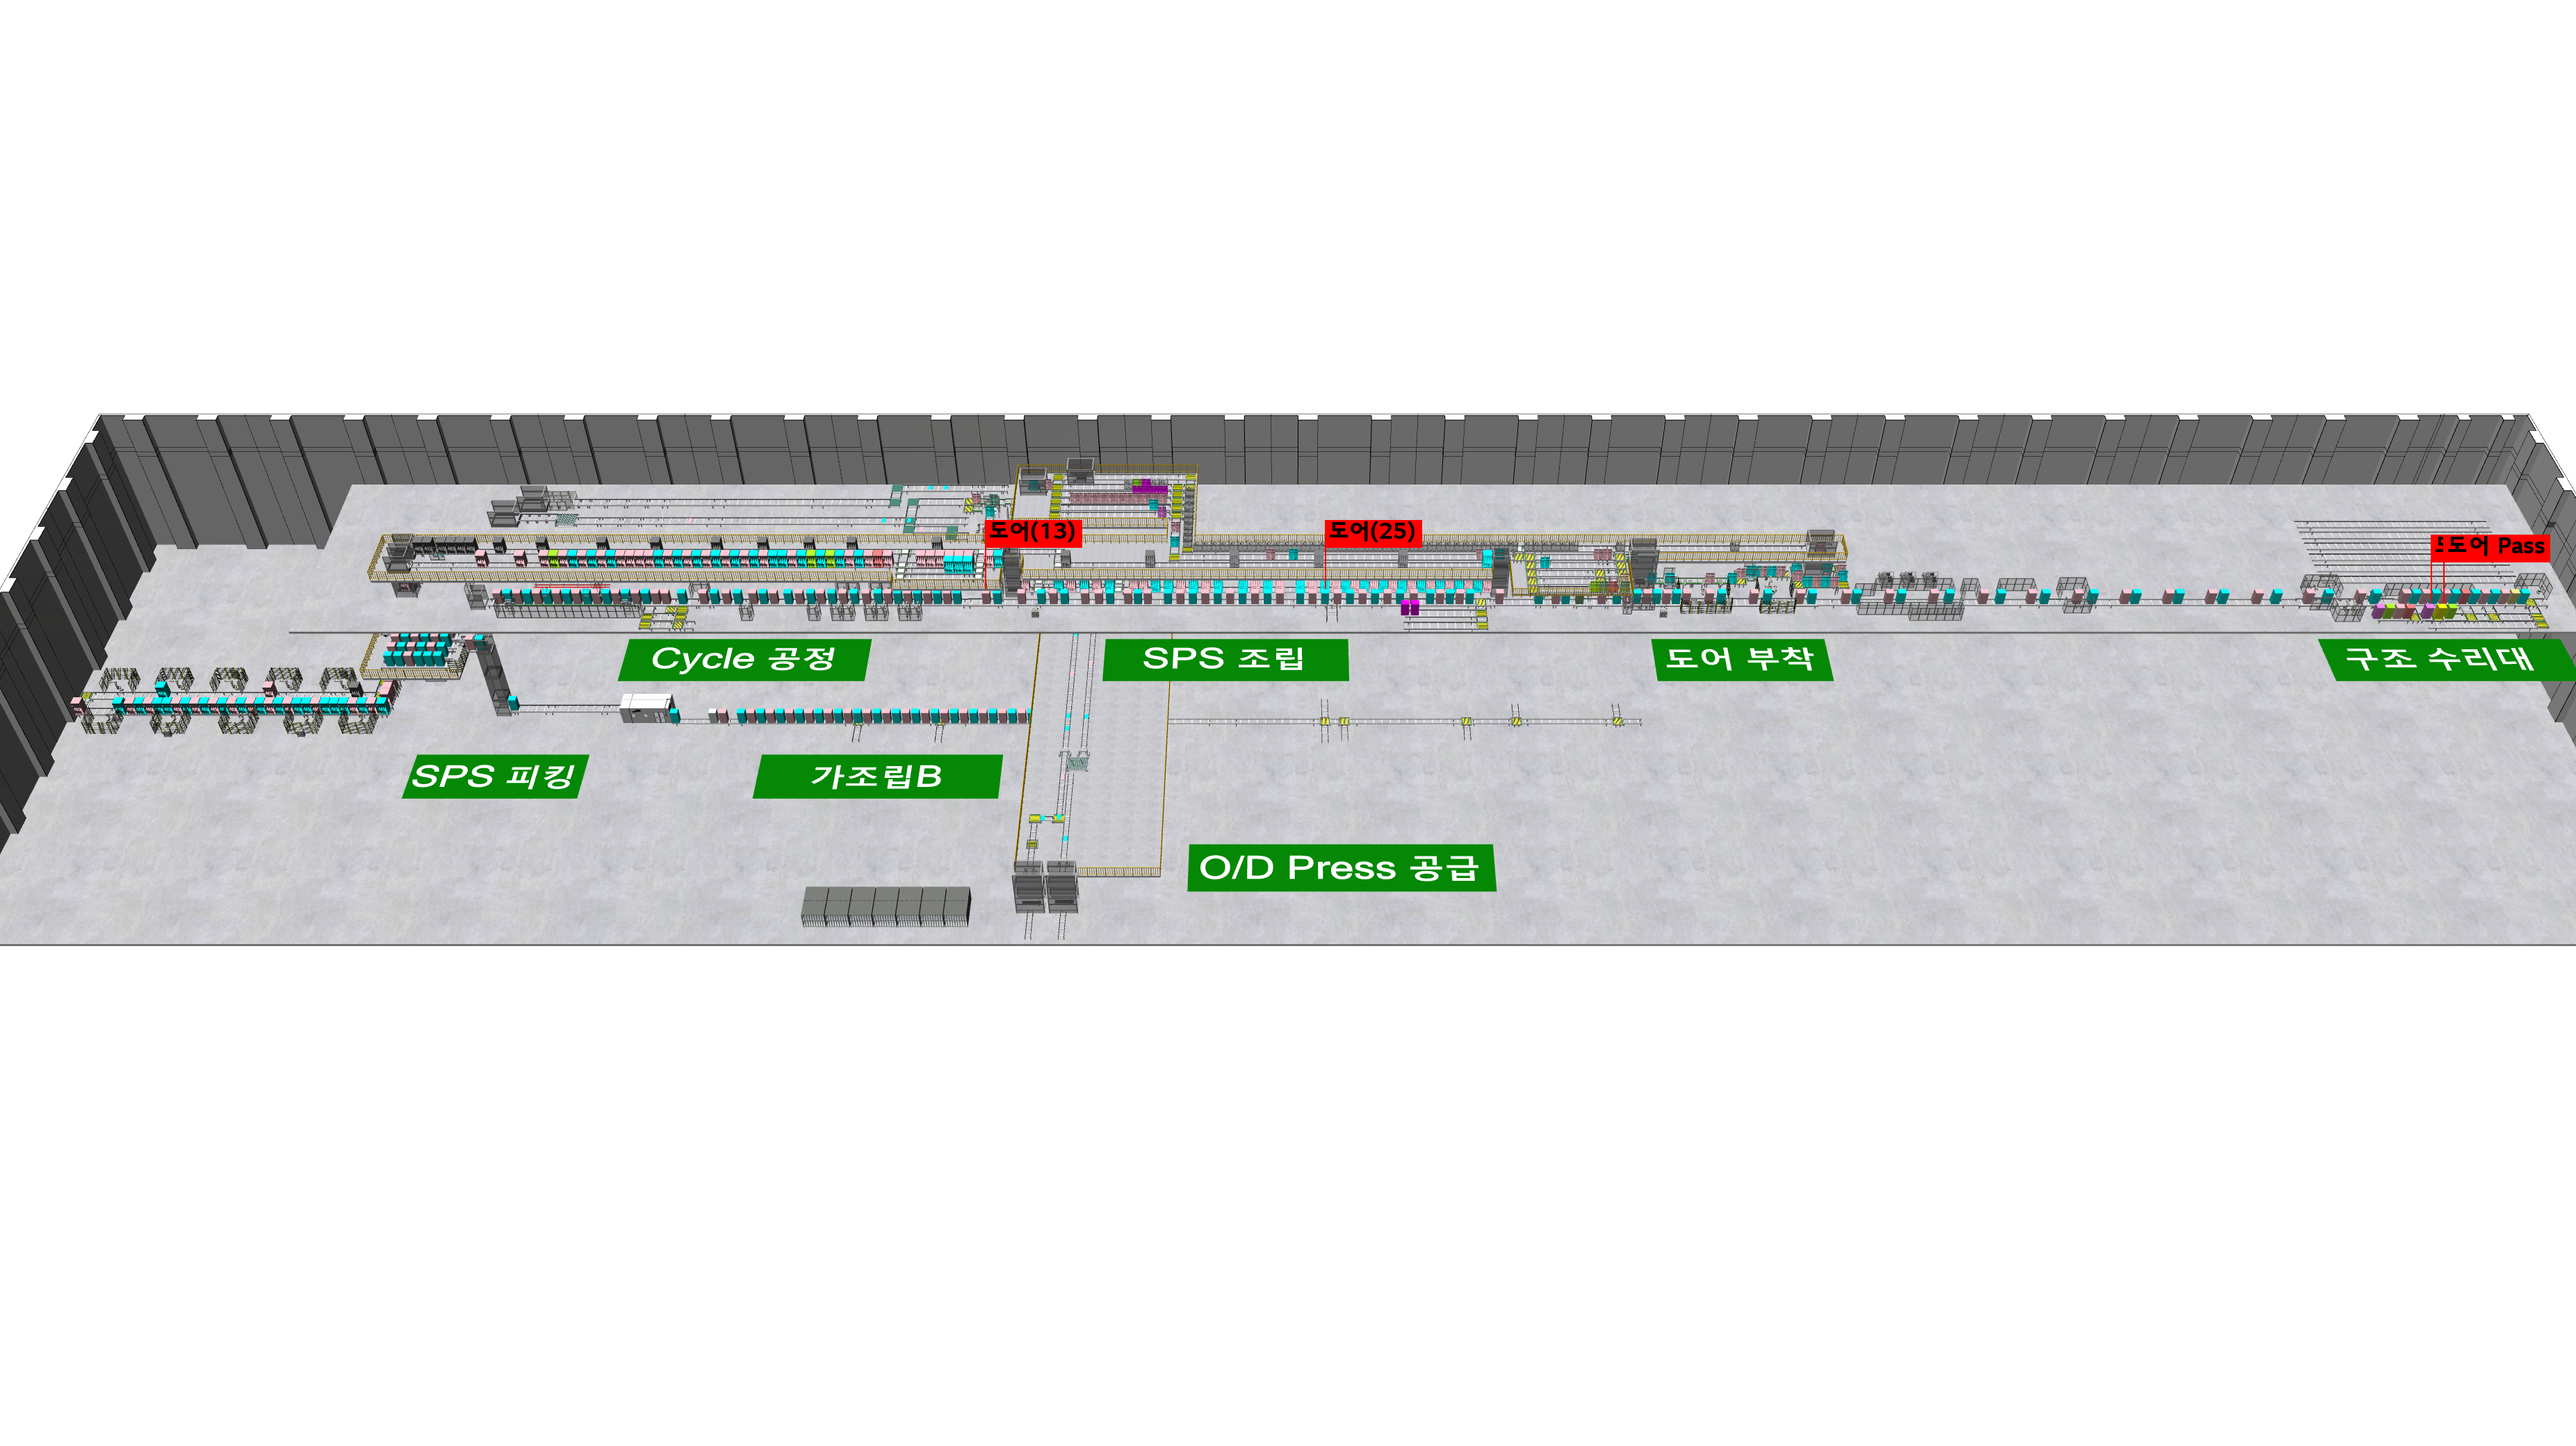 도어(13)
도어(25)
도어 Pass
Cycle 공정
SPS 조립
도어 부착
구조 수리대
SPS 피킹
가조립B
O/D Press 공급